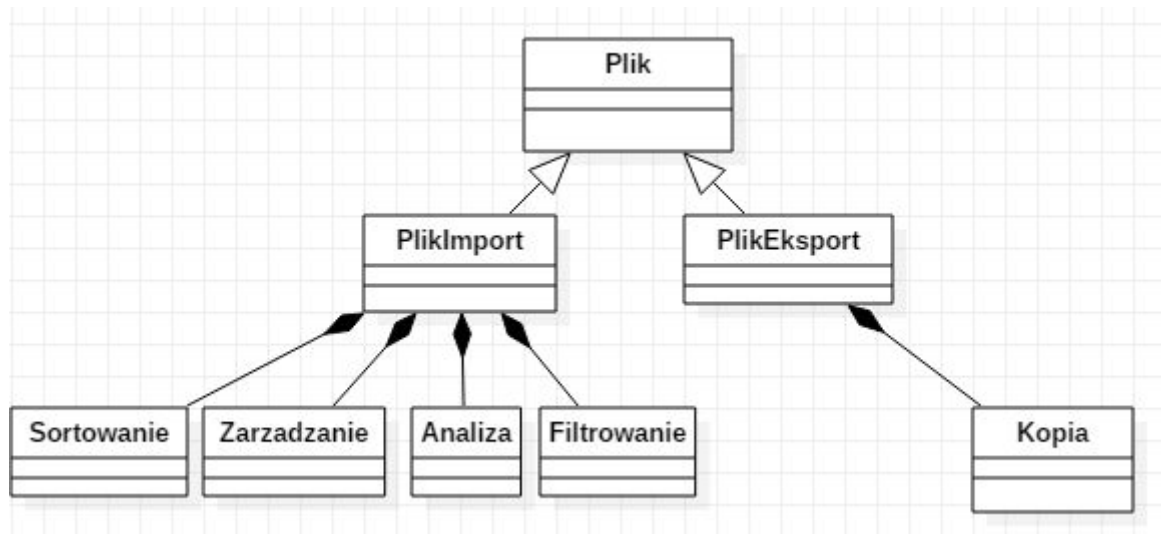 Plik
PlikImport
PlikEksport
Sortowanie
Zarzadzanie
Analiza
Filtrowanie
Kopia